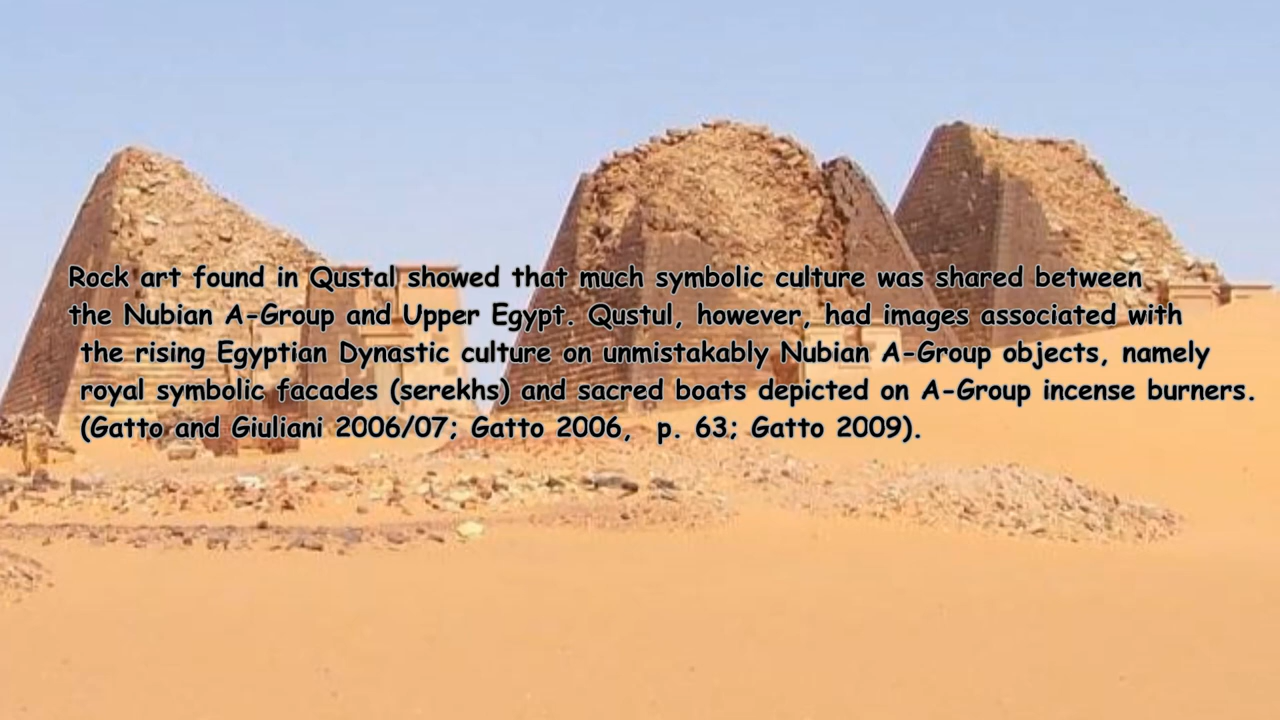 Rock art found in Qustal showed that much symbolic culture was shared between
the Nubian A-Group and Upper Egypt. Qustul, however, had images associated with
the rising Egyptian Dynastic culture on unmistakably Nubian A-Group objects, namely
royal symbolic facades (serekhs) and sacred boats depicted on A-Group incense burners.
(Gatto and Giuliani 2006/07; Gatto 2006, p. 63; Gatto 2009).